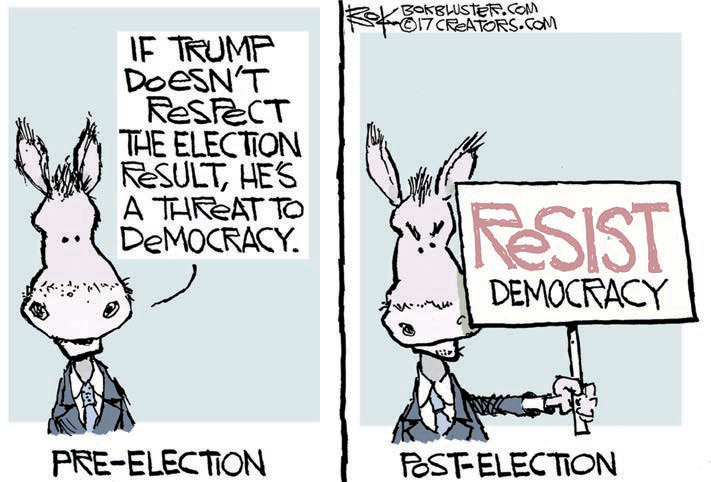 IF TRUMP
DOESN'T
RESPECT
THE ELECTION
RESULT, HE'S
A THREAT TO
DEMOCRACY.
PRE-ELECTION
BOK BOKBLUSTER.COM
©17 CREATORS.COM
RESIST
DEMOCRACY
POST-ELECTION